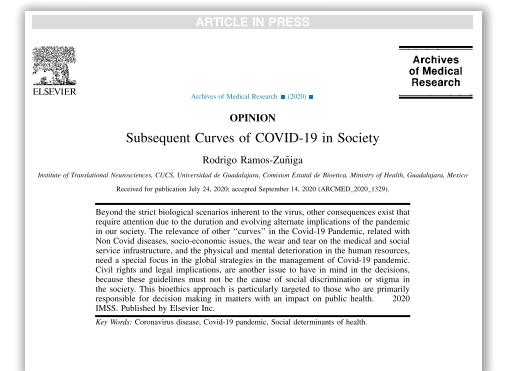 ARTICLE IN PRESS
ELSEVIER
Archives
of Medical
Research
Archives of Medical Research ■ (2020) ■
OPINION
Subsequent Curves of COVID-19 in Society
Rodrigo Ramos-Zuñiga
Institute of Translational Neurosciences, CUCS, Universidad de Guadalajara, Comision Estatal de Bioetica, Ministry of Health, Guadalajara, Mexico
Received for publication July 24, 2020; accepted September 14, 2020 (ARCMED_2020_1329).
Beyond the strict biological scenarios inherent to the virus, other consequences exist that
require attention due to the duration and evolving alternate implications of the pandemic
in our society. The relevance of other ‘‘curves’’ in the Covid-19 Pandemic, related with
Non Covid diseases, socio-economic issues, the wear and tear on the medical and social
service infrastructure, and the physical and mental deterioration in the human resources,
need a special focus in the global strategies in the management of Covid-19 pandemic.
Civil rights and legal implications, are another issue to have in mind in the decisions,
because these guidelines must not be the cause of social discrimination or stigma in
the society. This bioethics approach is particularly targeted to those who are primarily
responsible for decision making in matters with an impact on public health. 2020
IMSS. Published by Elsevier Inc.
Key Words: Coronavirus disease, Covid-19 pandemic, Social determinants of health.